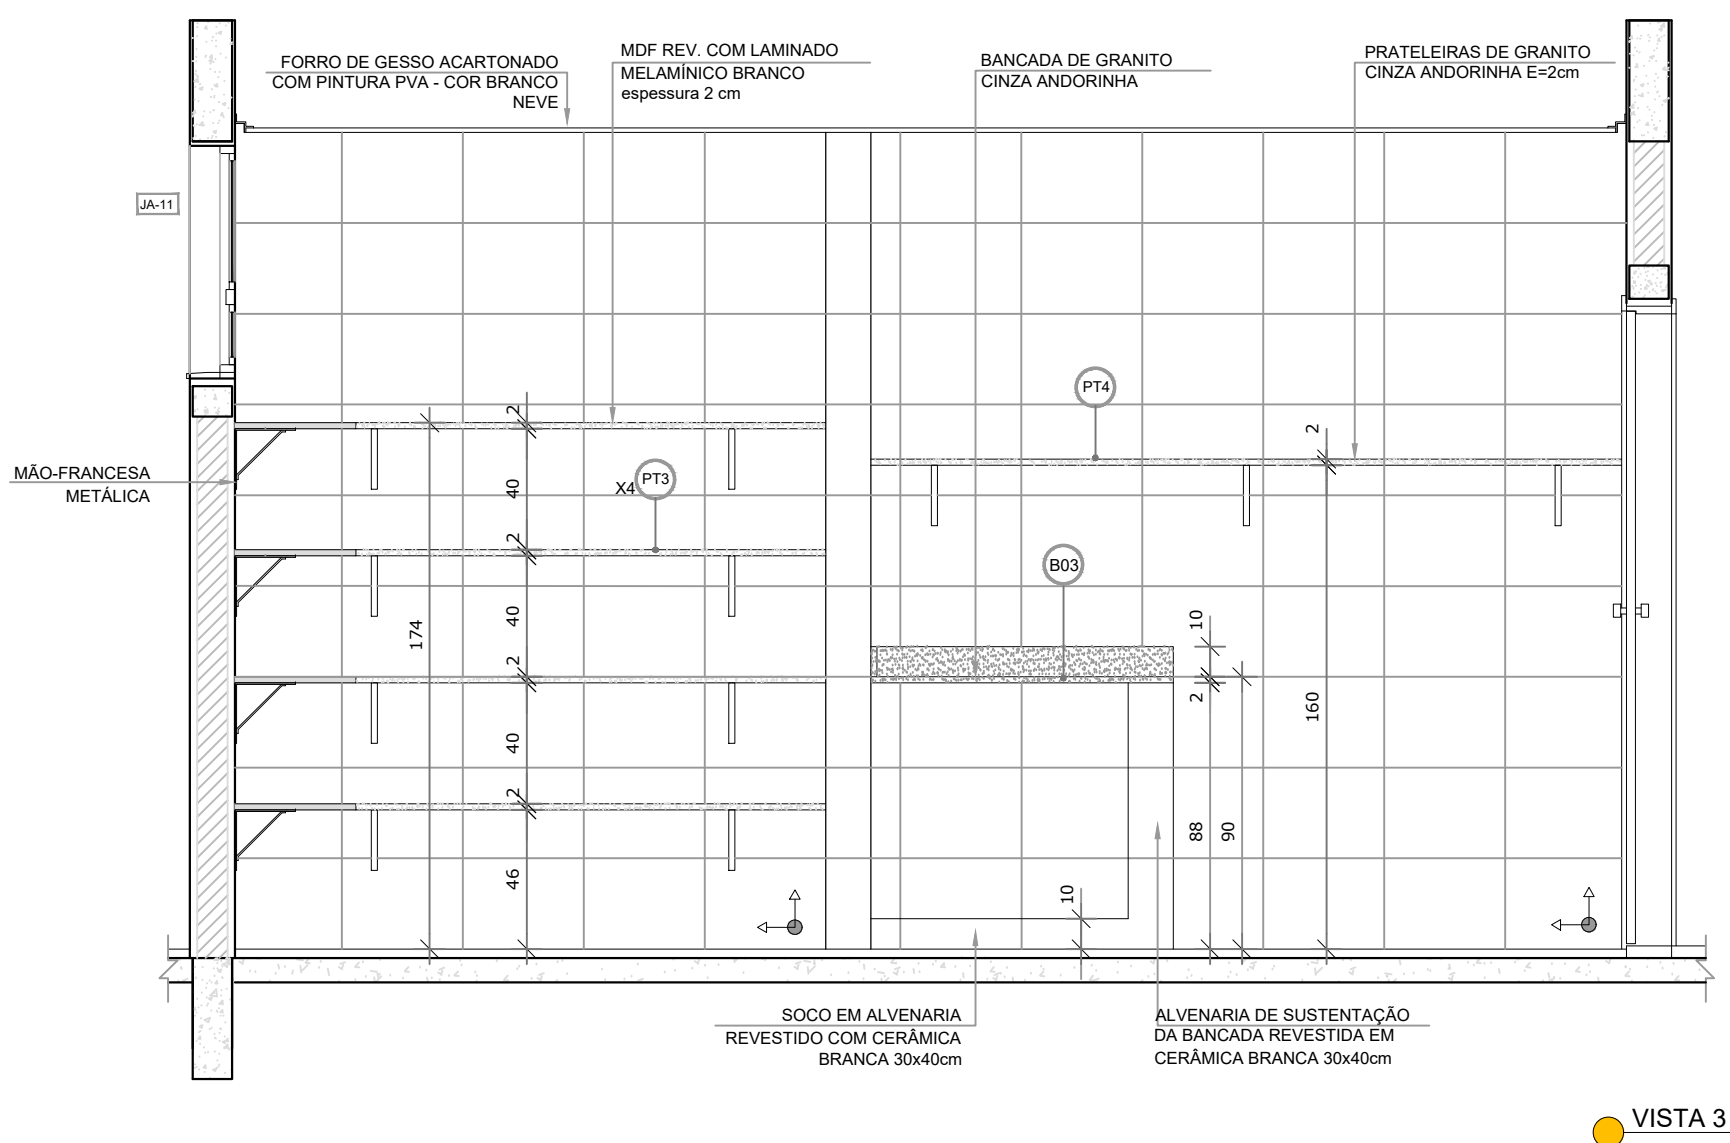 FORRO DE GESSO ACARTONADO
COM PINTURA PVA - COR BRANCO
NEVE
MDF REV. COM LAMINADO
MELAMÍNICO BRANCO
espessura 2 cm
BANCADA DE GRANITO
CINZA ANDORINHA
PRATELEIRAS DE GRANITO
CINZA ANDORINHA E=2cm
JA-11
PT4
2
2
MÃO-FRANCESA
METÁLICA
X4
PT3
40
2
B03
174
40
10
2
2
160
40
88
90
2
46
10
SOCO EM ALVENARIA
REVESTIDO COM CERÂMICA
BRANCA 30x40cm
ALVENARIA DE SUSTENTAÇÃO
DA BANCADA REVESTIDA EM
CERÂMICA BRANCA 30x40cm
VISTA 3